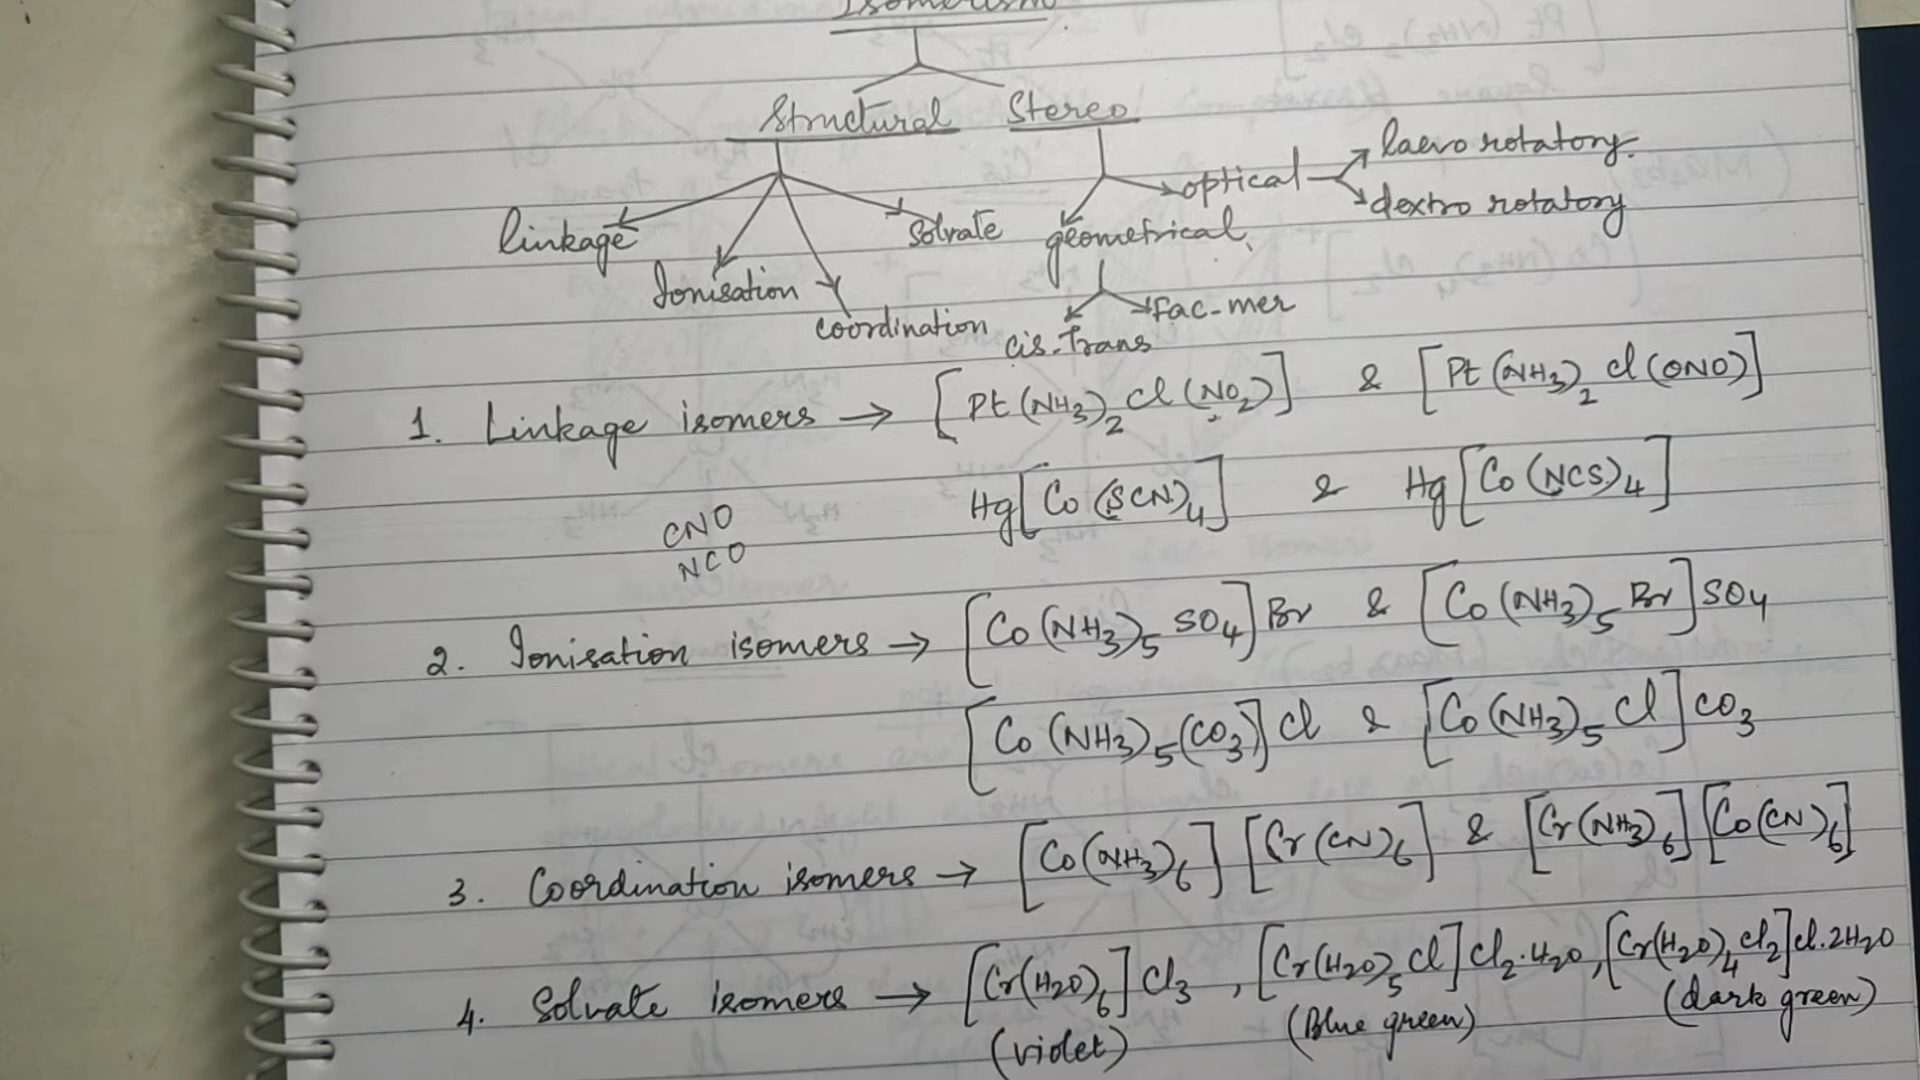 Isomerism
Structural Stereo
laevo rotatory.
optical
dextro rotatory
linkage
Solvate
geometrical
Ionisation
Fac-mer
coordination
cis-trans
1. Linkage isomers → [Pt(NH3)2Cl(NO2)] & [Pt(NH3)2Cl(ONO)]
Hg[Co(SCN)4] & Hg[Co(NCS)4]
CNO
NCO
2. Ionisation isomers → [Co(NH3)5SO4]Br & [Co(NH3)5Br]SO4
[Co(NH3)5(CO3)]Cl & [Co(NH3)5Cl]CO3
3. Coordination isomers → [Co(NH3)6][Cr(CN)6] & [Cr(NH3)6][Co(CN)6]
4. Solvate isomers → [Cr(H2O)6]Cl3, [Cr(H2O)5Cl]Cl2·H2O, [Cr(H2O)4Cl2]Cl·2H2O
(violet) (Blue green) (dark green)